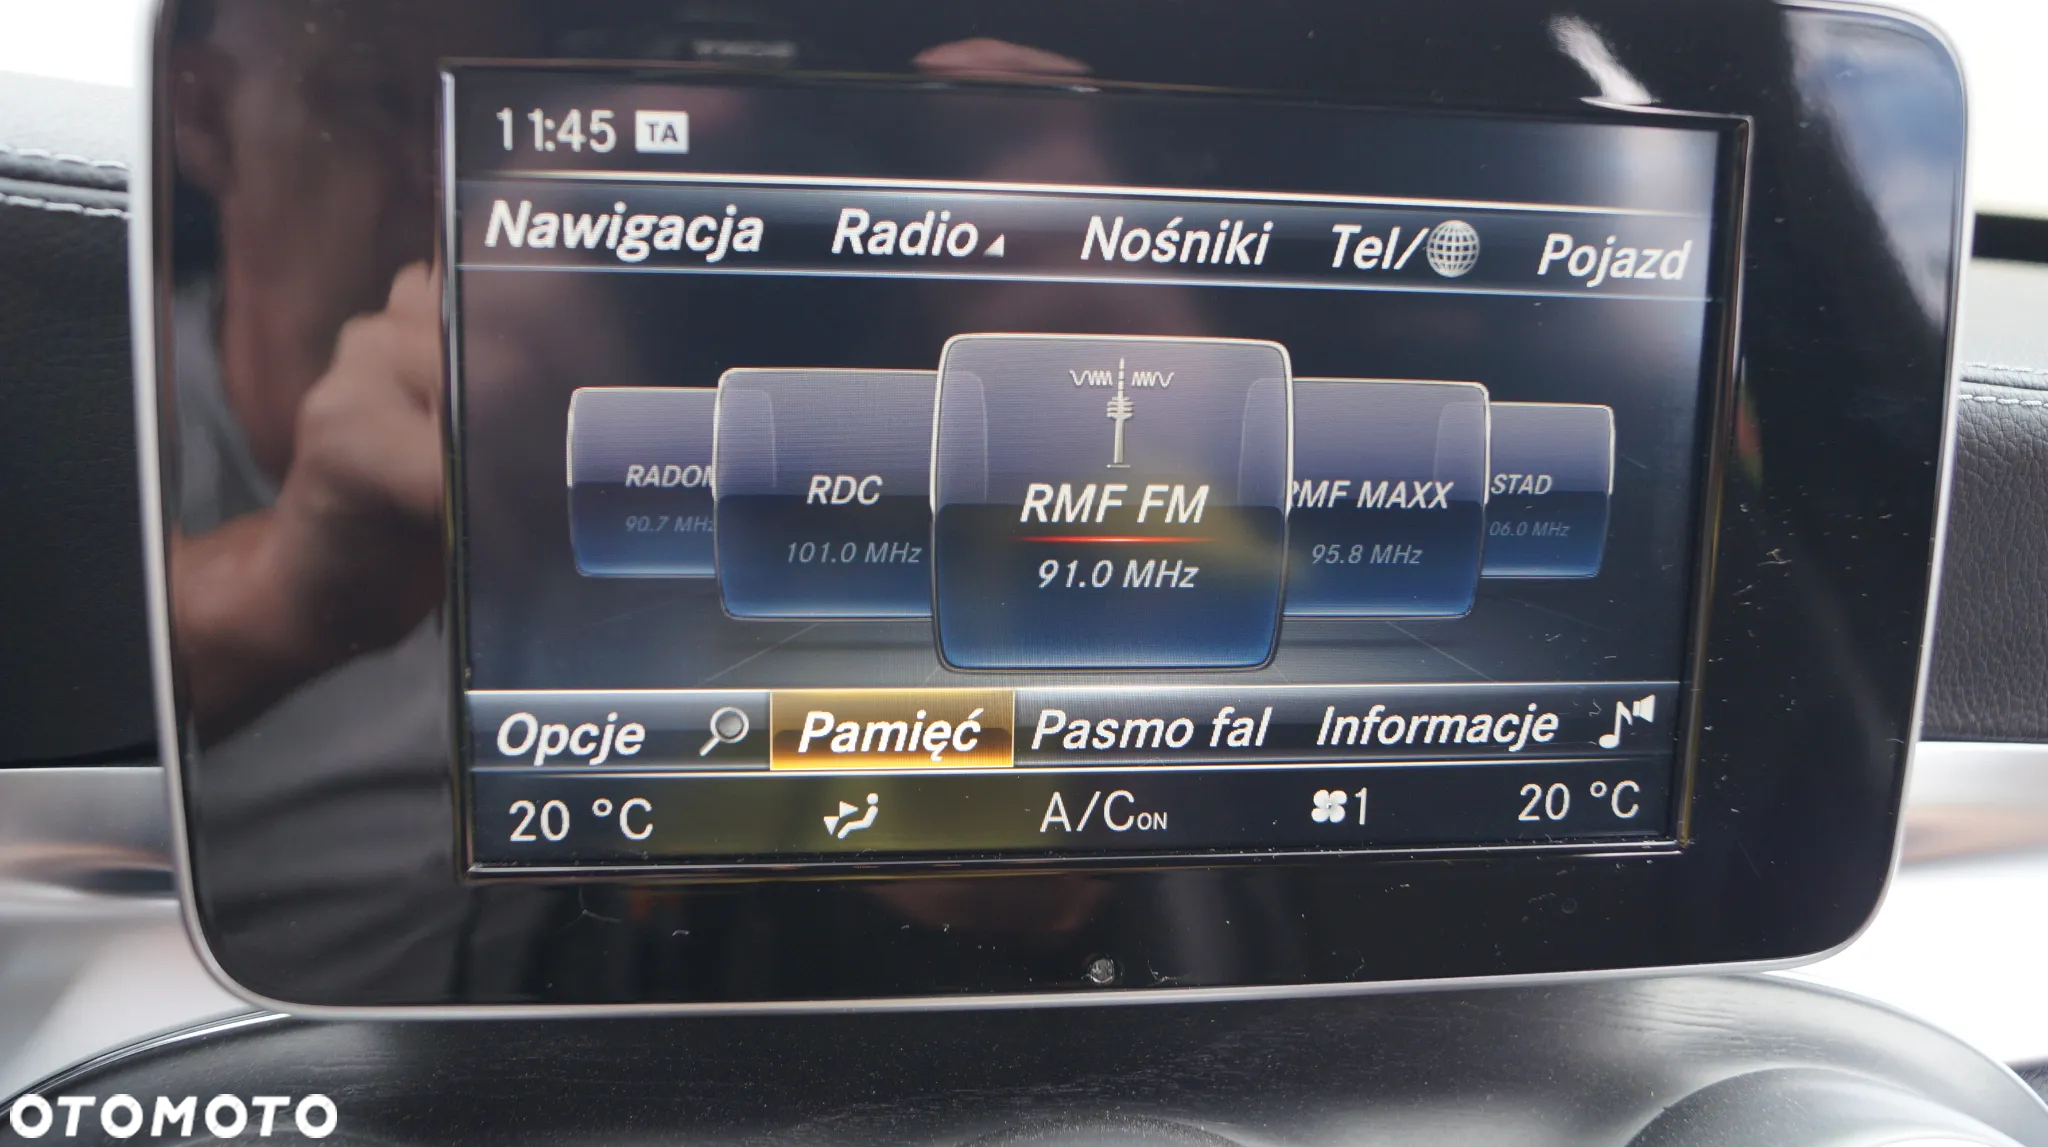 11:45 TA
Nawigacja Radio Nośniki Tel/ Pojazd
RDC RMF FM RMF MAXX STAD
90.7 MHz 101.0 MHz 91.0 MHz 95.8 MHz 06.0 MHz
Opcje Pamięć Pasmo fal Informacje
20 °C A/C ON 1 20 °C
OTOMOTO